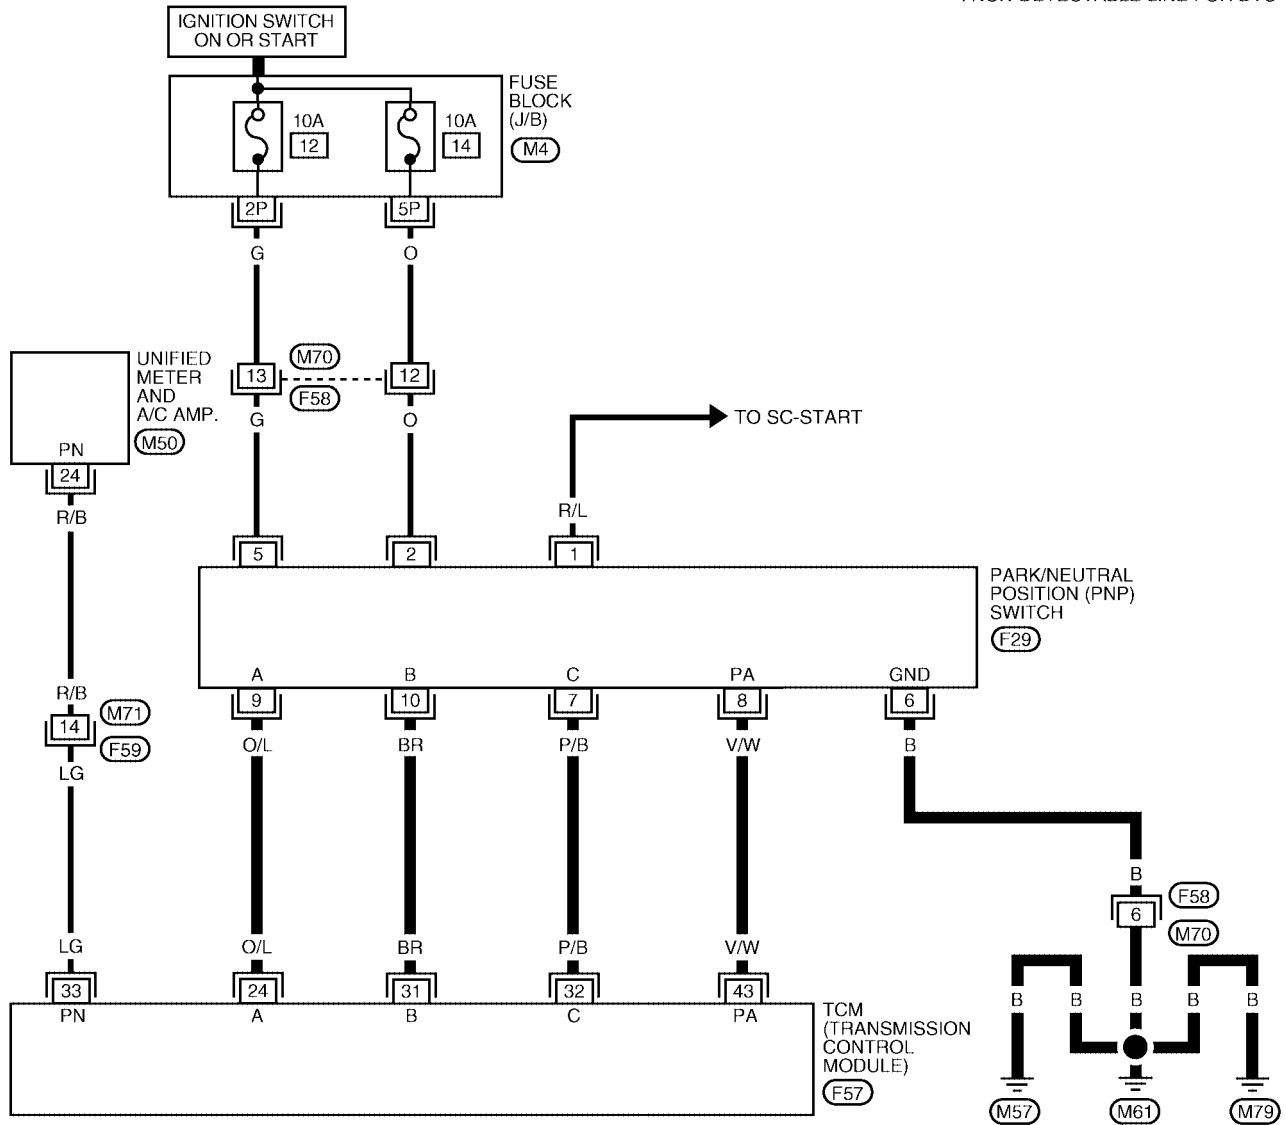 IGNITION SWITCH
ON OR START
FUSE
BLOCK
(J/B)
M4
10A
12
10A
14
2P
5P
G
O
13
M70
F58
12
G
O
UNIFIED
METER
AND
A/C AMP.
M50
PN
24
R/B
TO SC-START
R/L
5
2
1
PARK/NEUTRAL
POSITION (PNP)
SWITCH
F29
A
B
C
PA
GND
9
10
7
8
6
R/B
14
M71
F59
LG
O/L
BR
P/B
V/W
B
B
6
F58
M70
LG
O/L
BR
P/B
V/W
33
24
31
32
43
PN
A
B
C
PA
TCM
(TRANSMISSION
CONTROL
MODULE)
F57
B
B
B
B
B
M57
M61
M79